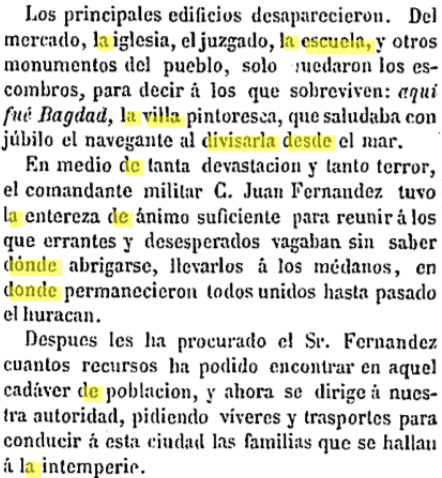 Los principales edificios desaparecieron. Del
mercado, la iglesia, el juzgado, la escuela, y otros
monumentos del pueblo, solo quedaron los es-
combros, para decir á los que sobreviven: aquí
fué Bagdad, la villa pintoresca, que saludaba con
júbilo el navegante al divisarla desde el mar.
En medio de tanta devastacion y tanto terror,
el comandante militar C. Juan Fernandez tuvo
la entereza de ánimo suficiente para reunir á los
que errantes y desesperados vagaban sin saber
dónde abrigarse, llevarlos á los médanos, en
donde permanecieron todos unidos hasta pasado
el huracan.
Despues les ha procurado el Sr. Fernandez
cuantos recursos ha podido encontrar en aquel
cadáver de poblacion, y ahora se dirige á nues-
tra autoridad, pidiendo víveres y trasportes para
conducir á esta ciudad las familias que se hallan
á la intemperie.